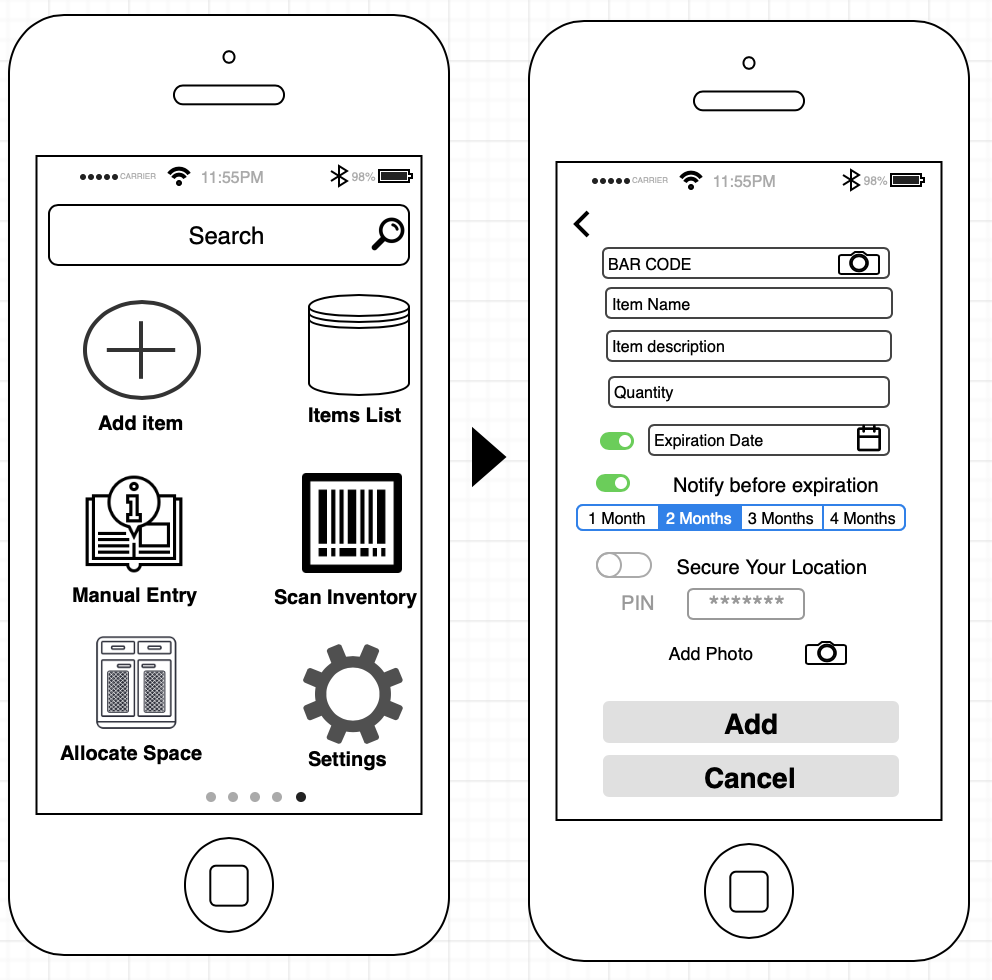 CARRIER 11:55PM 98%
Search
Add item
Items List
Manual Entry
Scan Inventory
Allocate Space
Settings
CARRIER 11:55PM 98%
BAR CODE
Item Name
Item description
Quantity
Expiration Date
Notify before expiration
1 Month 2 Months 3 Months 4 Months
Secure Your Location
PIN *******
Add Photo
Add
Cancel